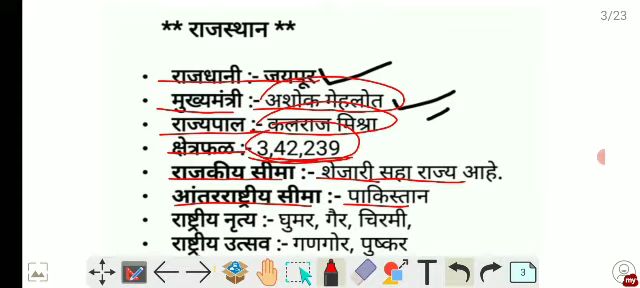 3/23
** राजस्थान **
• राजधानी :- जयपूर
• मुख्यमंत्री :- अशोक गेहलोत
• राज्यपाल :- कलराज मिश्रा
• क्षेत्रफळ :- 3,42,239
• राजकीय सीमा :- शेजारी सहा राज्य आहे.
• आंतरराष्ट्रीय सीमा :- पाकिस्तान
• राष्ट्रीय नृत्य :- घुमर, गैर, चिरमी,
• राष्ट्रीय उत्सव :- गणगोर, पुष्कर
T 3 my